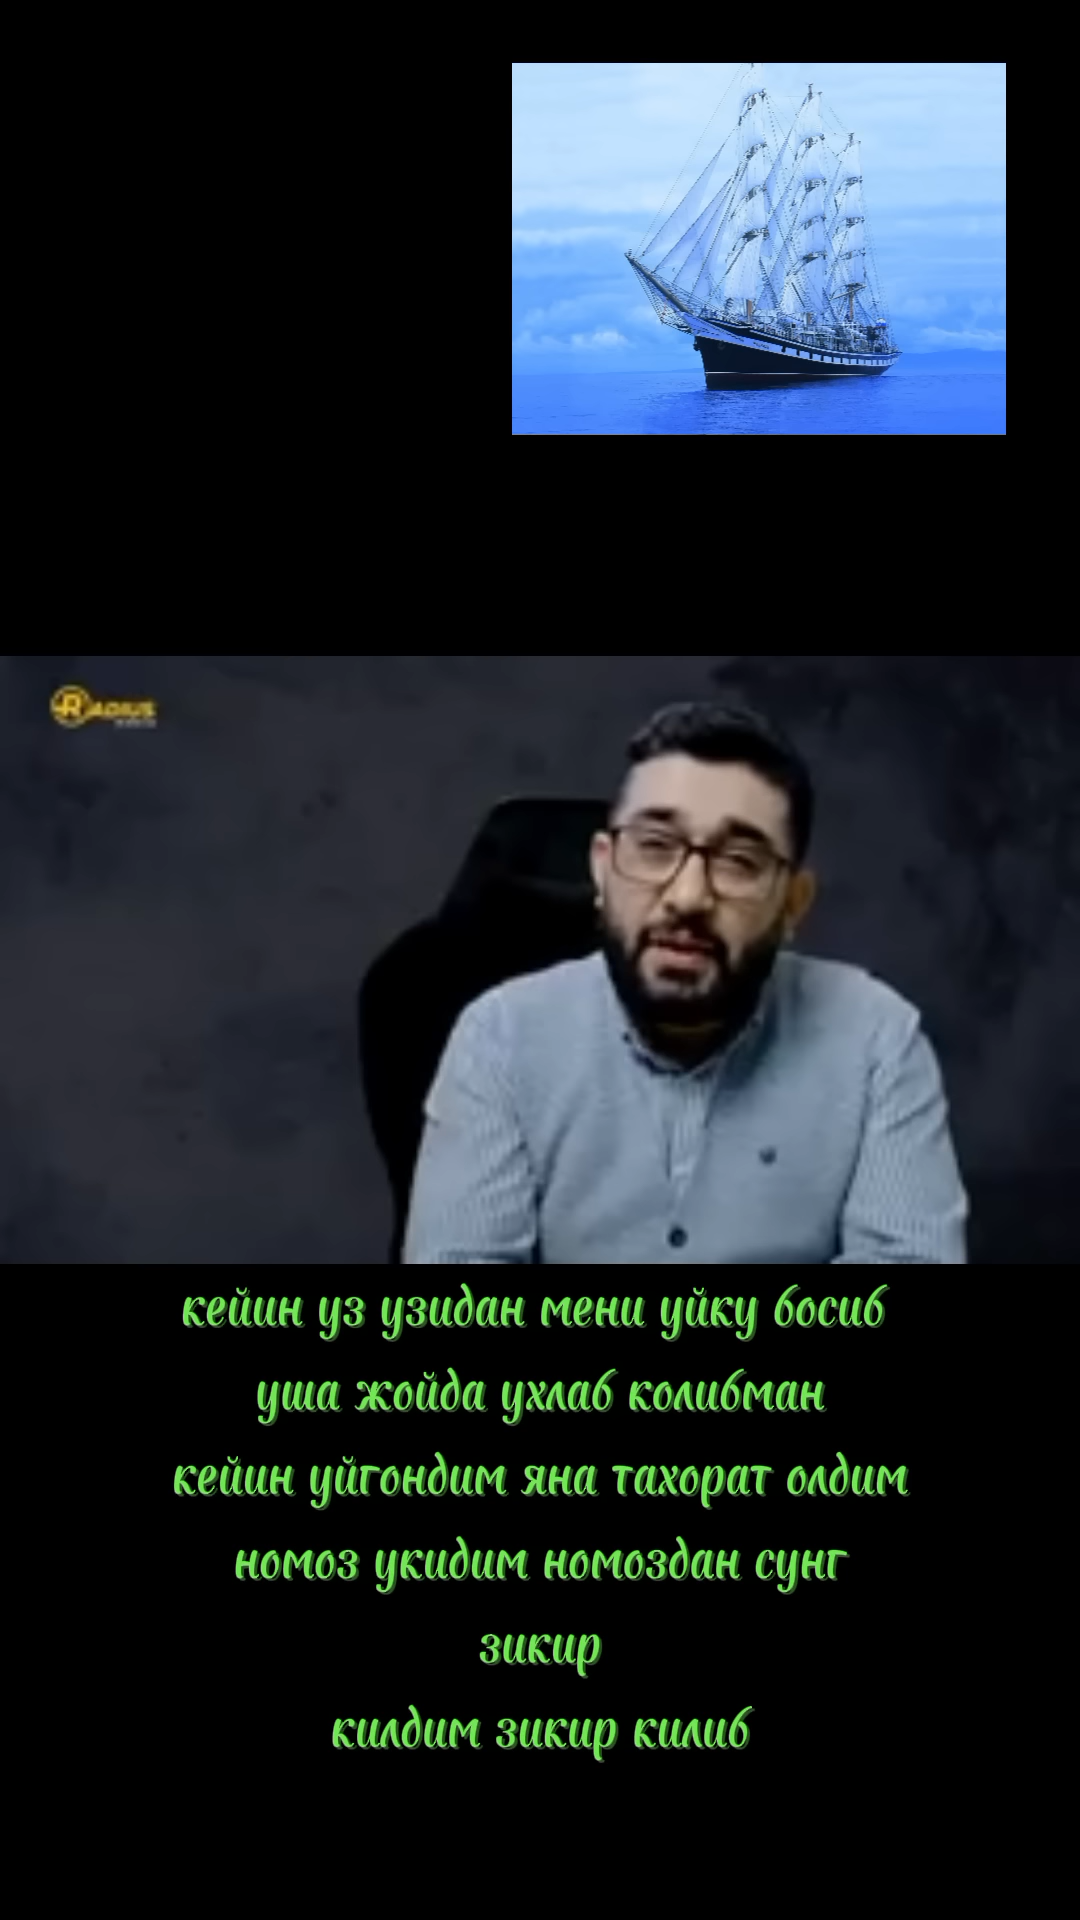 RADIUS
кейин уз узидан мени уйку босиб
уша жойда ухлаб колибман
кейин уйгондим яна тахорат олдим
номоз укидим номоздан сунг
зикир
килдим зикир килиб